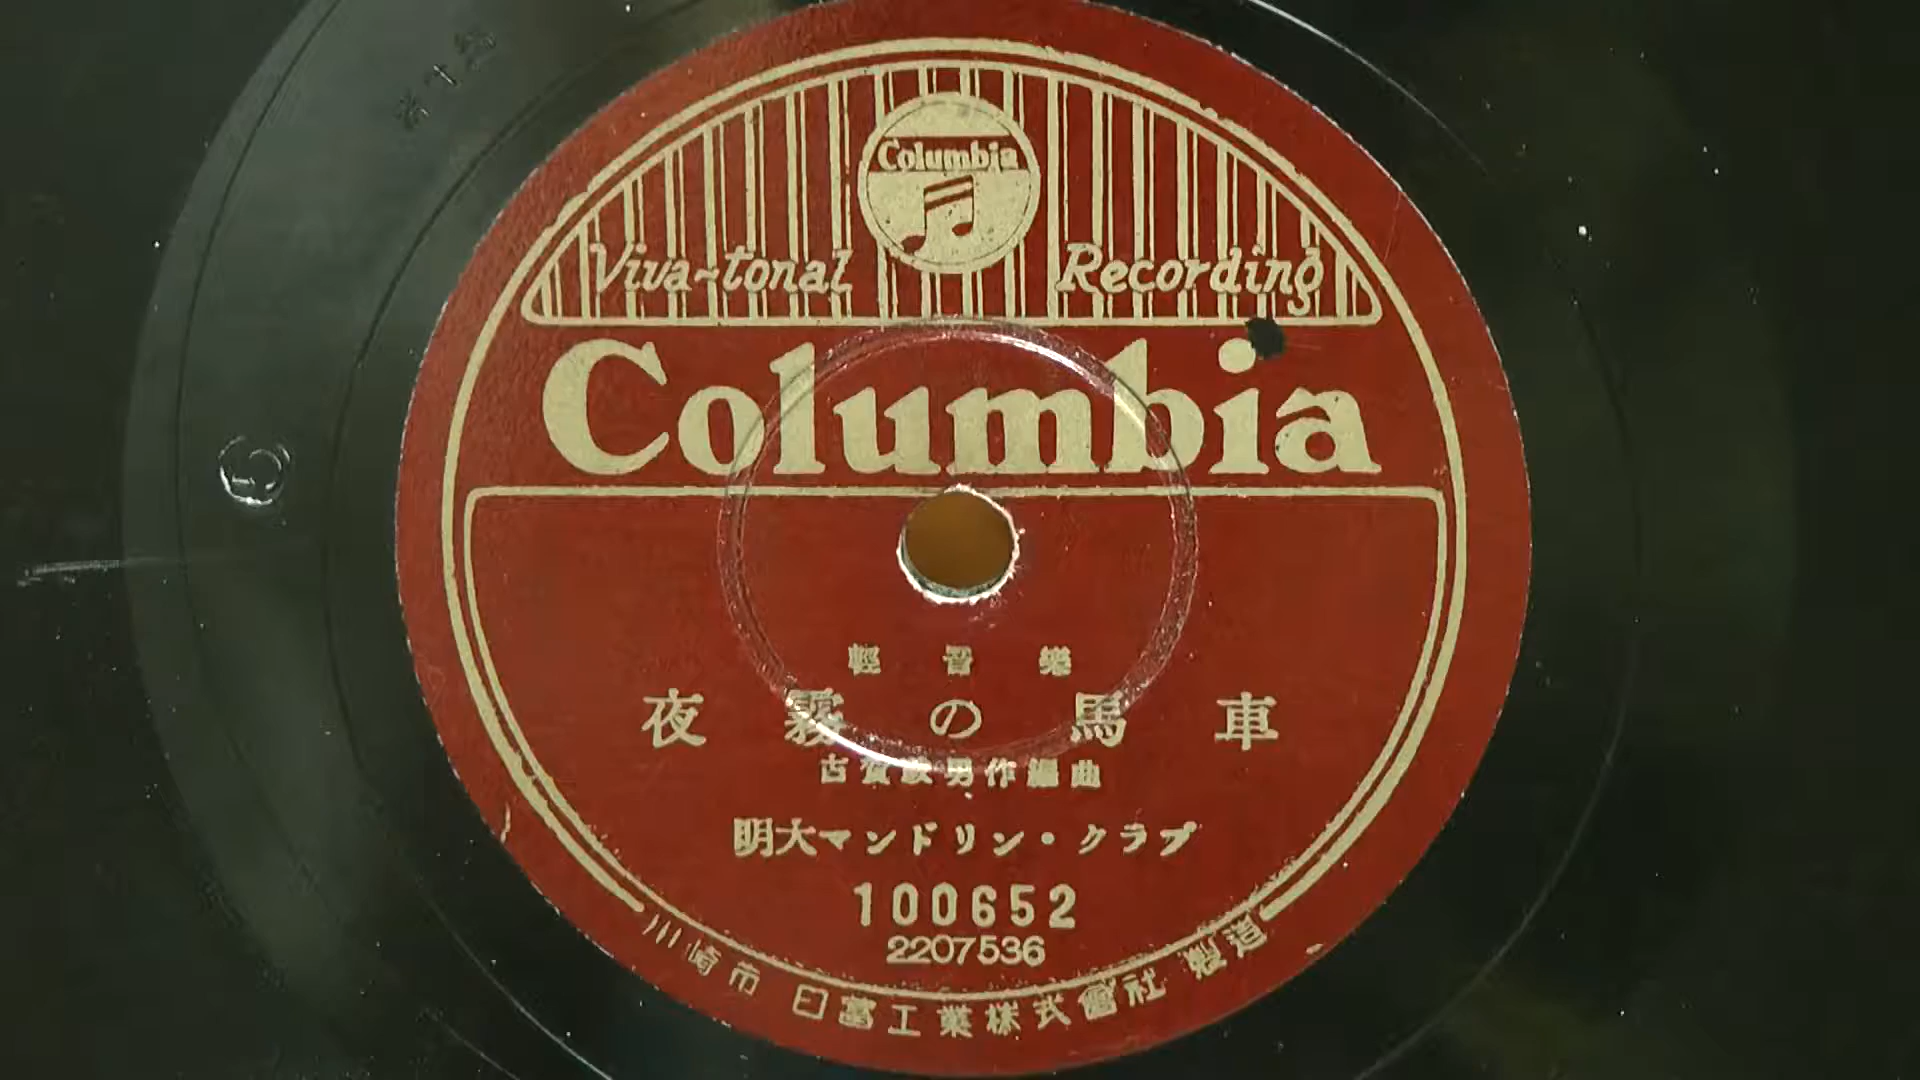 Columbia
Viva-tonal Recording
Columbia
輕音樂
夜霧の馬車
古賀政男作編曲
明大マンドリン・クラブ
100652
2207536
川崎市 日蓄工業株式會社 製造